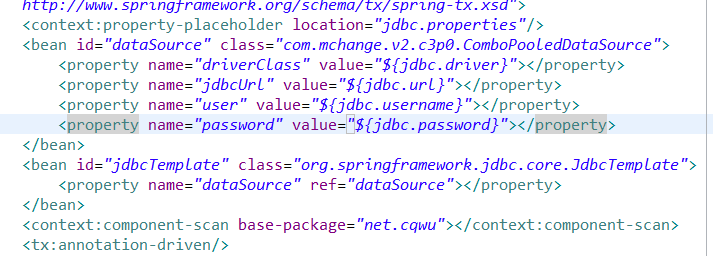 http://www.springframework.org/schema/tx/spring-tx.xsd">
<context:property-placeholder location="jdbc.properties"/>
<bean id="dataSource" class="com.mchange.v2.c3p0.ComboPooledDataSource">
<property name="driverClass" value="${jdbc.driver}"></property>
<property name="jdbcUrl" value="${jdbc.url}"></property>
<property name="user" value="${jdbc.username}"></property>
<property name="password" value="${jdbc.password}"></property>
</bean>
<bean id="jdbcTemplate" class="org.springframework.jdbc.core.JdbcTemplate">
<property name="dataSource" ref="dataSource"></property>
</bean>
<context:component-scan base-package="net.cqwu"></context:component-scan>
<tx:annotation-driven/>